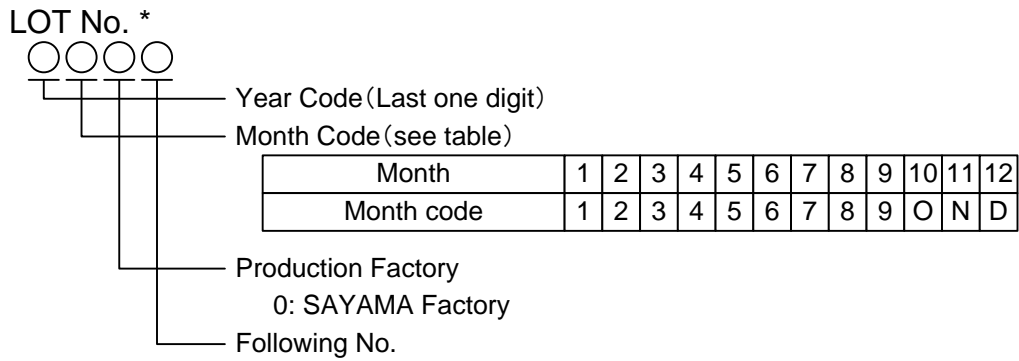 LOT No. *
Year Code（Last one digit）
Month Code（see table）
Month 1 2 3 4 5 6 7 8 9 10 11 12
Month code 1 2 3 4 5 6 7 8 9 O N D
Production Factory
0: SAYAMA Factory
Following No.